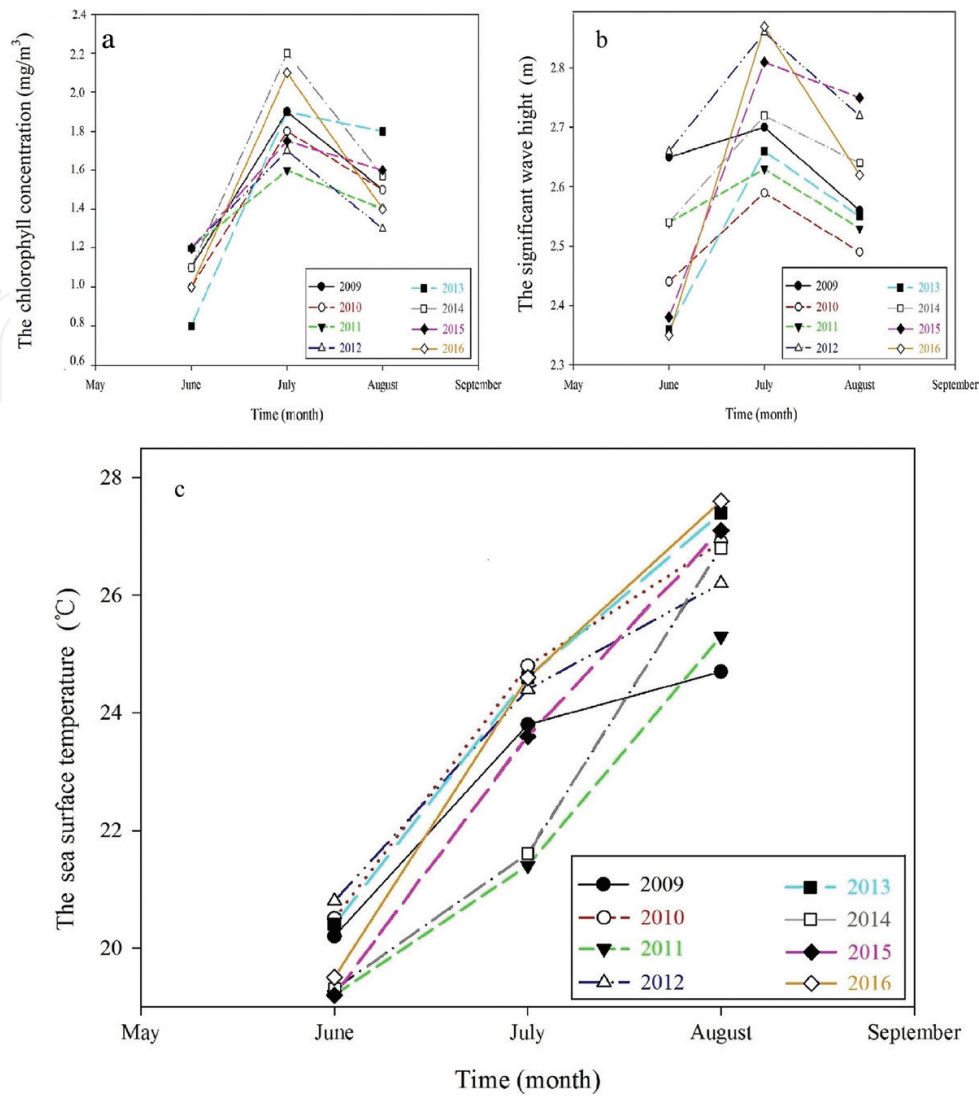 a
The chlorophyll concentration (mg/m³)
2.4
2.2
2.0
1.8
1.6
1.4
1.2
1.0
0.8
0.6
2009 2013
2010 2014
2011 2015
2012 2016
May June July August September
Time (month)
b
The significant wave hight (m)
2.8
2.7
2.6
2.5
2.4
2.3
2009 2013
2010 2014
2011 2015
2012 2016
May June July August September
Time (month)
c
The sea surface temperature (℃)
28
26
24
22
20
2009 2013
2010 2014
2011 2015
2012 2016
May June July August September
Time (month)